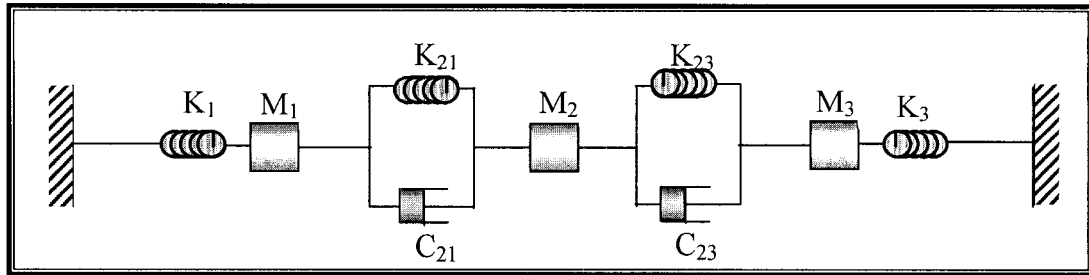 K₂₁ K₂₃
K₁ M₁ M₂ M₃ K₃
C₂₁ C₂₃